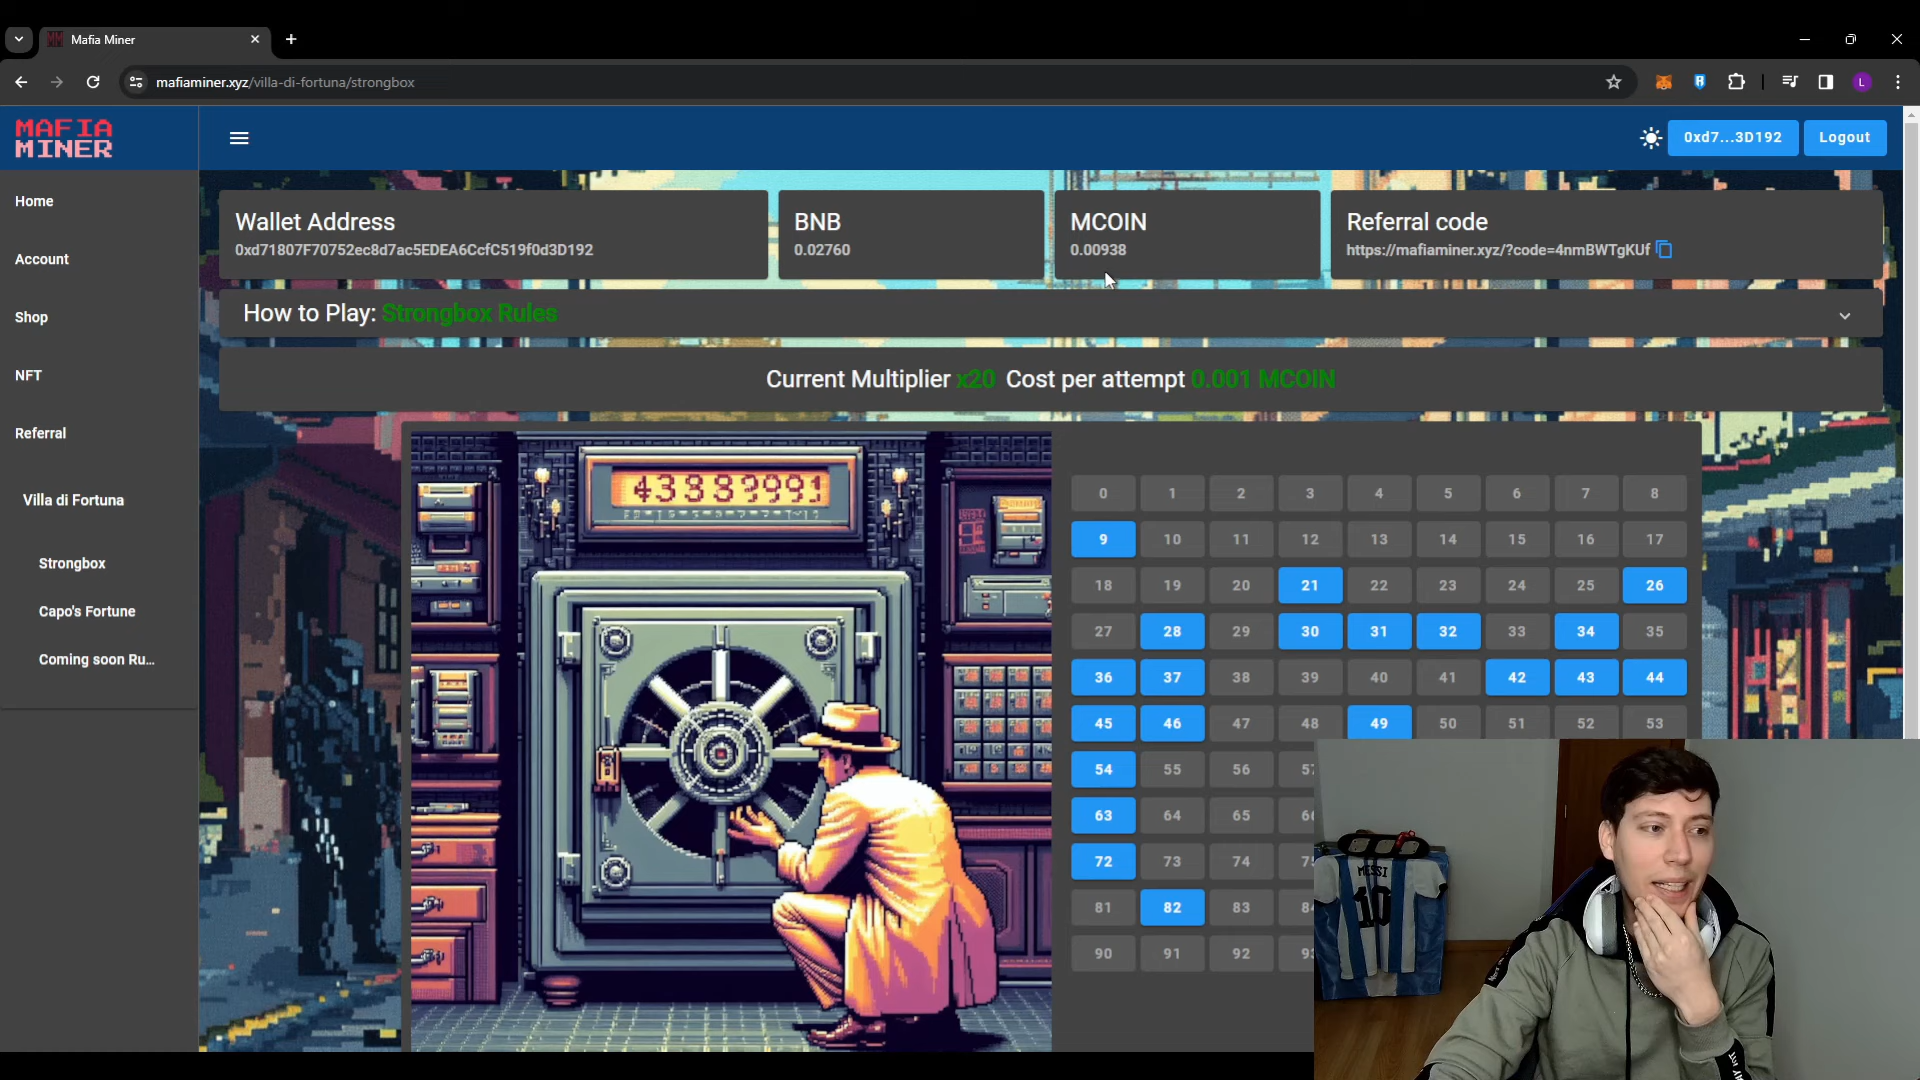 Mafia Miner
mafiaminer.xyz/villa-di-fortuna/strongbox
L
MAFIA
MINER
0xd7...3D192
Logout
Home
Account
Shop
NFT
Referral
Villa di Fortuna
Strongbox
Capo's Fortune
Coming soon Ru...
Wallet Address
0xd71807F70752ec8d7ac5EDEA6CcfC519f0d3D192
BNB
0.02760
MCOIN
0.00938
Referral code
https://mafiaminer.xyz/?code=4nmBWTgKUf
How to Play: Strongbox Rules
Current Multiplier x20 Cost per attempt 0.001 MCOIN
0 1 2 3 4 5 6 7 8
9 10 11 12 13 14 15 16 17
18 19 20 21 22 23 24 25 26
27 28 29 30 31 32 33 34 35
36 37 38 39 40 41 42 43 44
45 46 47 48 49 50 51 52 53
54 55 56
63 64 65
72 73 74
81 82 83
90 91 92
MESSI
10